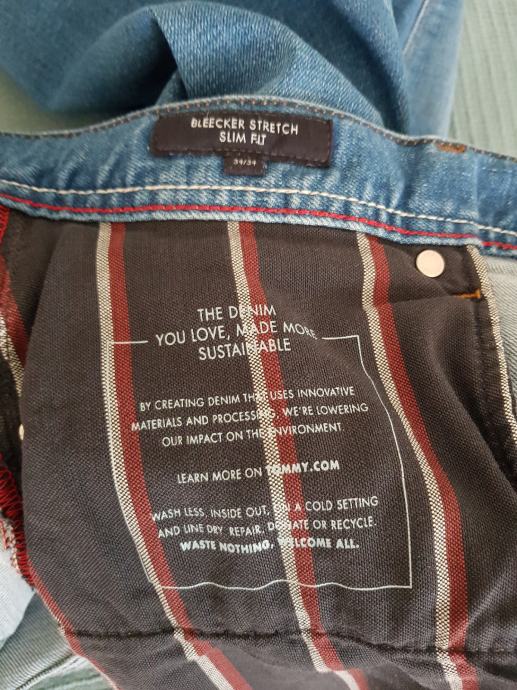 BLEECKER STRETCH
SLIM FIT
34/34
THE DENIM
YOU LOVE, MADE MORE
SUSTAINABLE
BY CREATING DENIM THAT USES INNOVATIVE
MATERIALS AND PROCESSING, WE'RE LOWERING
OUR IMPACT ON THE ENVIRONMENT.
LEARN MORE ON TOMMY.COM
WASH LESS, INSIDE OUT, ON A COLD SETTING
AND LINE DRY. REPAIR, DONATE OR RECYCLE.
WASTE NOTHING, WELCOME ALL.